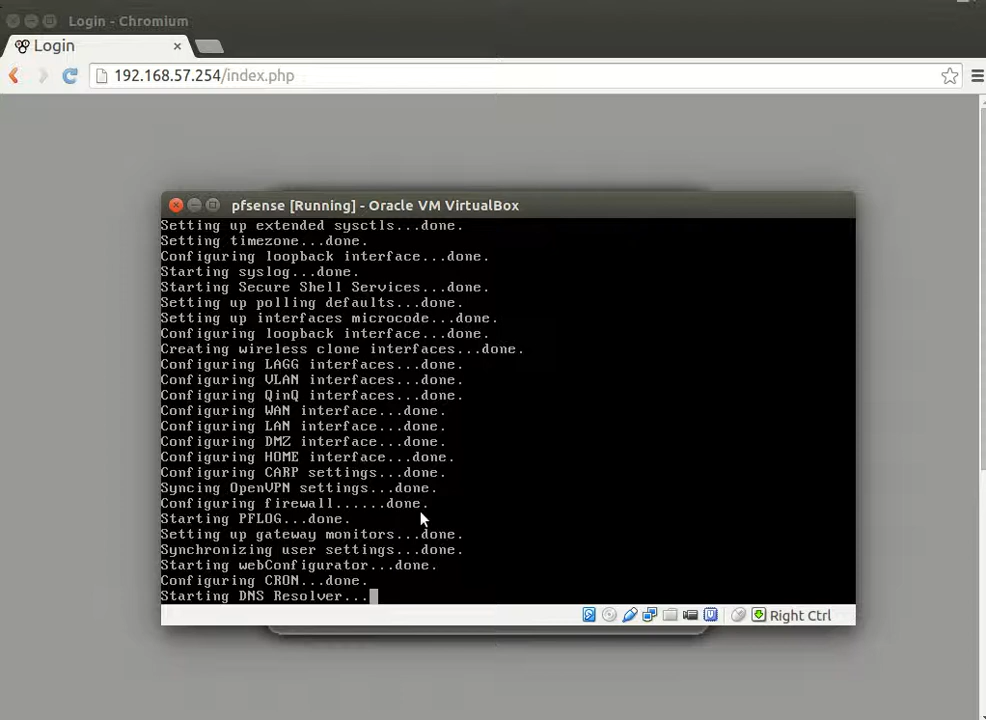 Login - Chromium
Login
192.168.57.254/index.php
pfsense [Running] - Oracle VM VirtualBox
Setting up extended sysctls...done.
Setting timezone...done.
Configuring loopback interface...done.
Starting syslog...done.
Starting Secure Shell Services...done.
Setting up polling defaults...done.
Setting up interfaces microcode...done.
Configuring loopback interface...done.
Creating wireless clone interfaces...done.
Configuring LAGG interfaces...done.
Configuring VLAN interfaces...done.
Configuring QinQ interfaces...done.
Configuring WAN interface...done.
Configuring LAN interface...done.
Configuring DMZ interface...done.
Configuring HOME interface...done.
Configuring CARP settings...done.
Syncing OpenVPN settings...done.
Configuring firewall......done.
Starting PFLOG...done.
Setting up gateway monitors...done.
Synchronizing user settings...done.
Starting webConfigurator...done.
Configuring CRON...done.
Starting DNS Resolver...
Right Ctrl